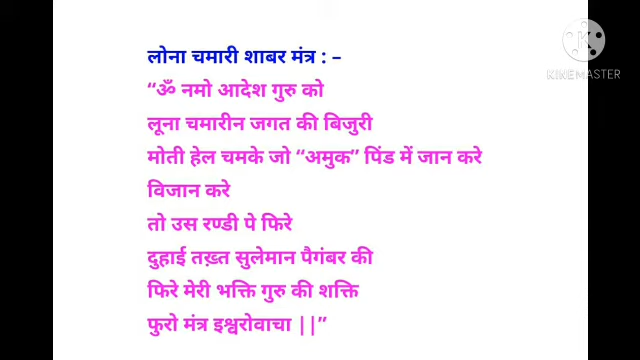 लोना चमारी शाबर मंत्र : –
“ॐ नमो आदेश गुरु को
लूना चमारीन जगत की बिजुरी
मोती हेल चमके जो “अमुक” पिंड में जान करे
विजान करे
तो उस रण्डी पे फिरे
दुहाई तख़्त सुलेमान पैगंबर की
फिरे मेरी भक्ति गुरु की शक्ति
फुरो मंत्र इश्वरोवाचा ||”
KINEMASTER